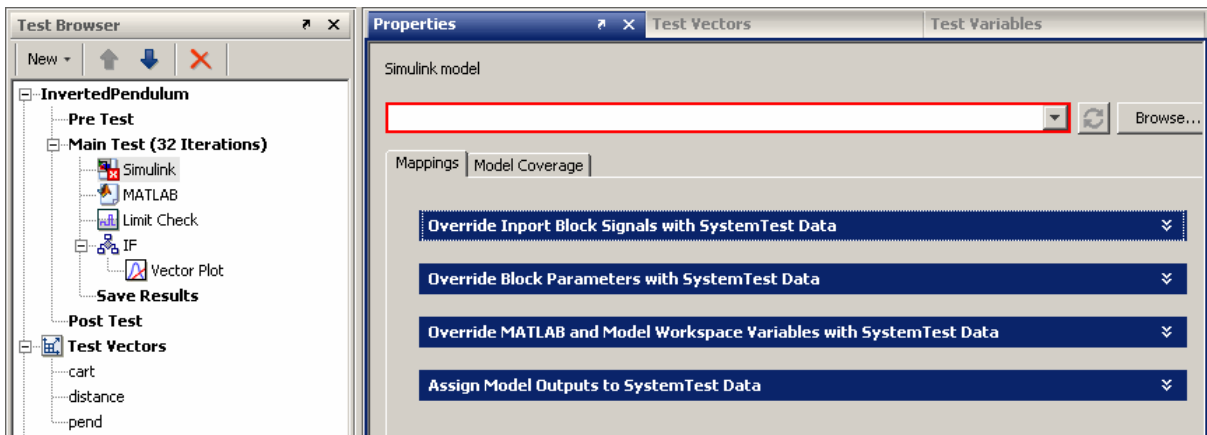 Test Browser
New
InvertedPendulum
Pre Test
Main Test (32 Iterations)
Simulink
MATLAB
Limit Check
IF
Vector Plot
Save Results
Post Test
Test Vectors
cart
distance
pend
Properties
Test Vectors
Test Variables
Simulink model
Browse...
Mappings
Model Coverage
Override Inport Block Signals with SystemTest Data
Override Block Parameters with SystemTest Data
Override MATLAB and Model Workspace Variables with SystemTest Data
Assign Model Outputs to SystemTest Data